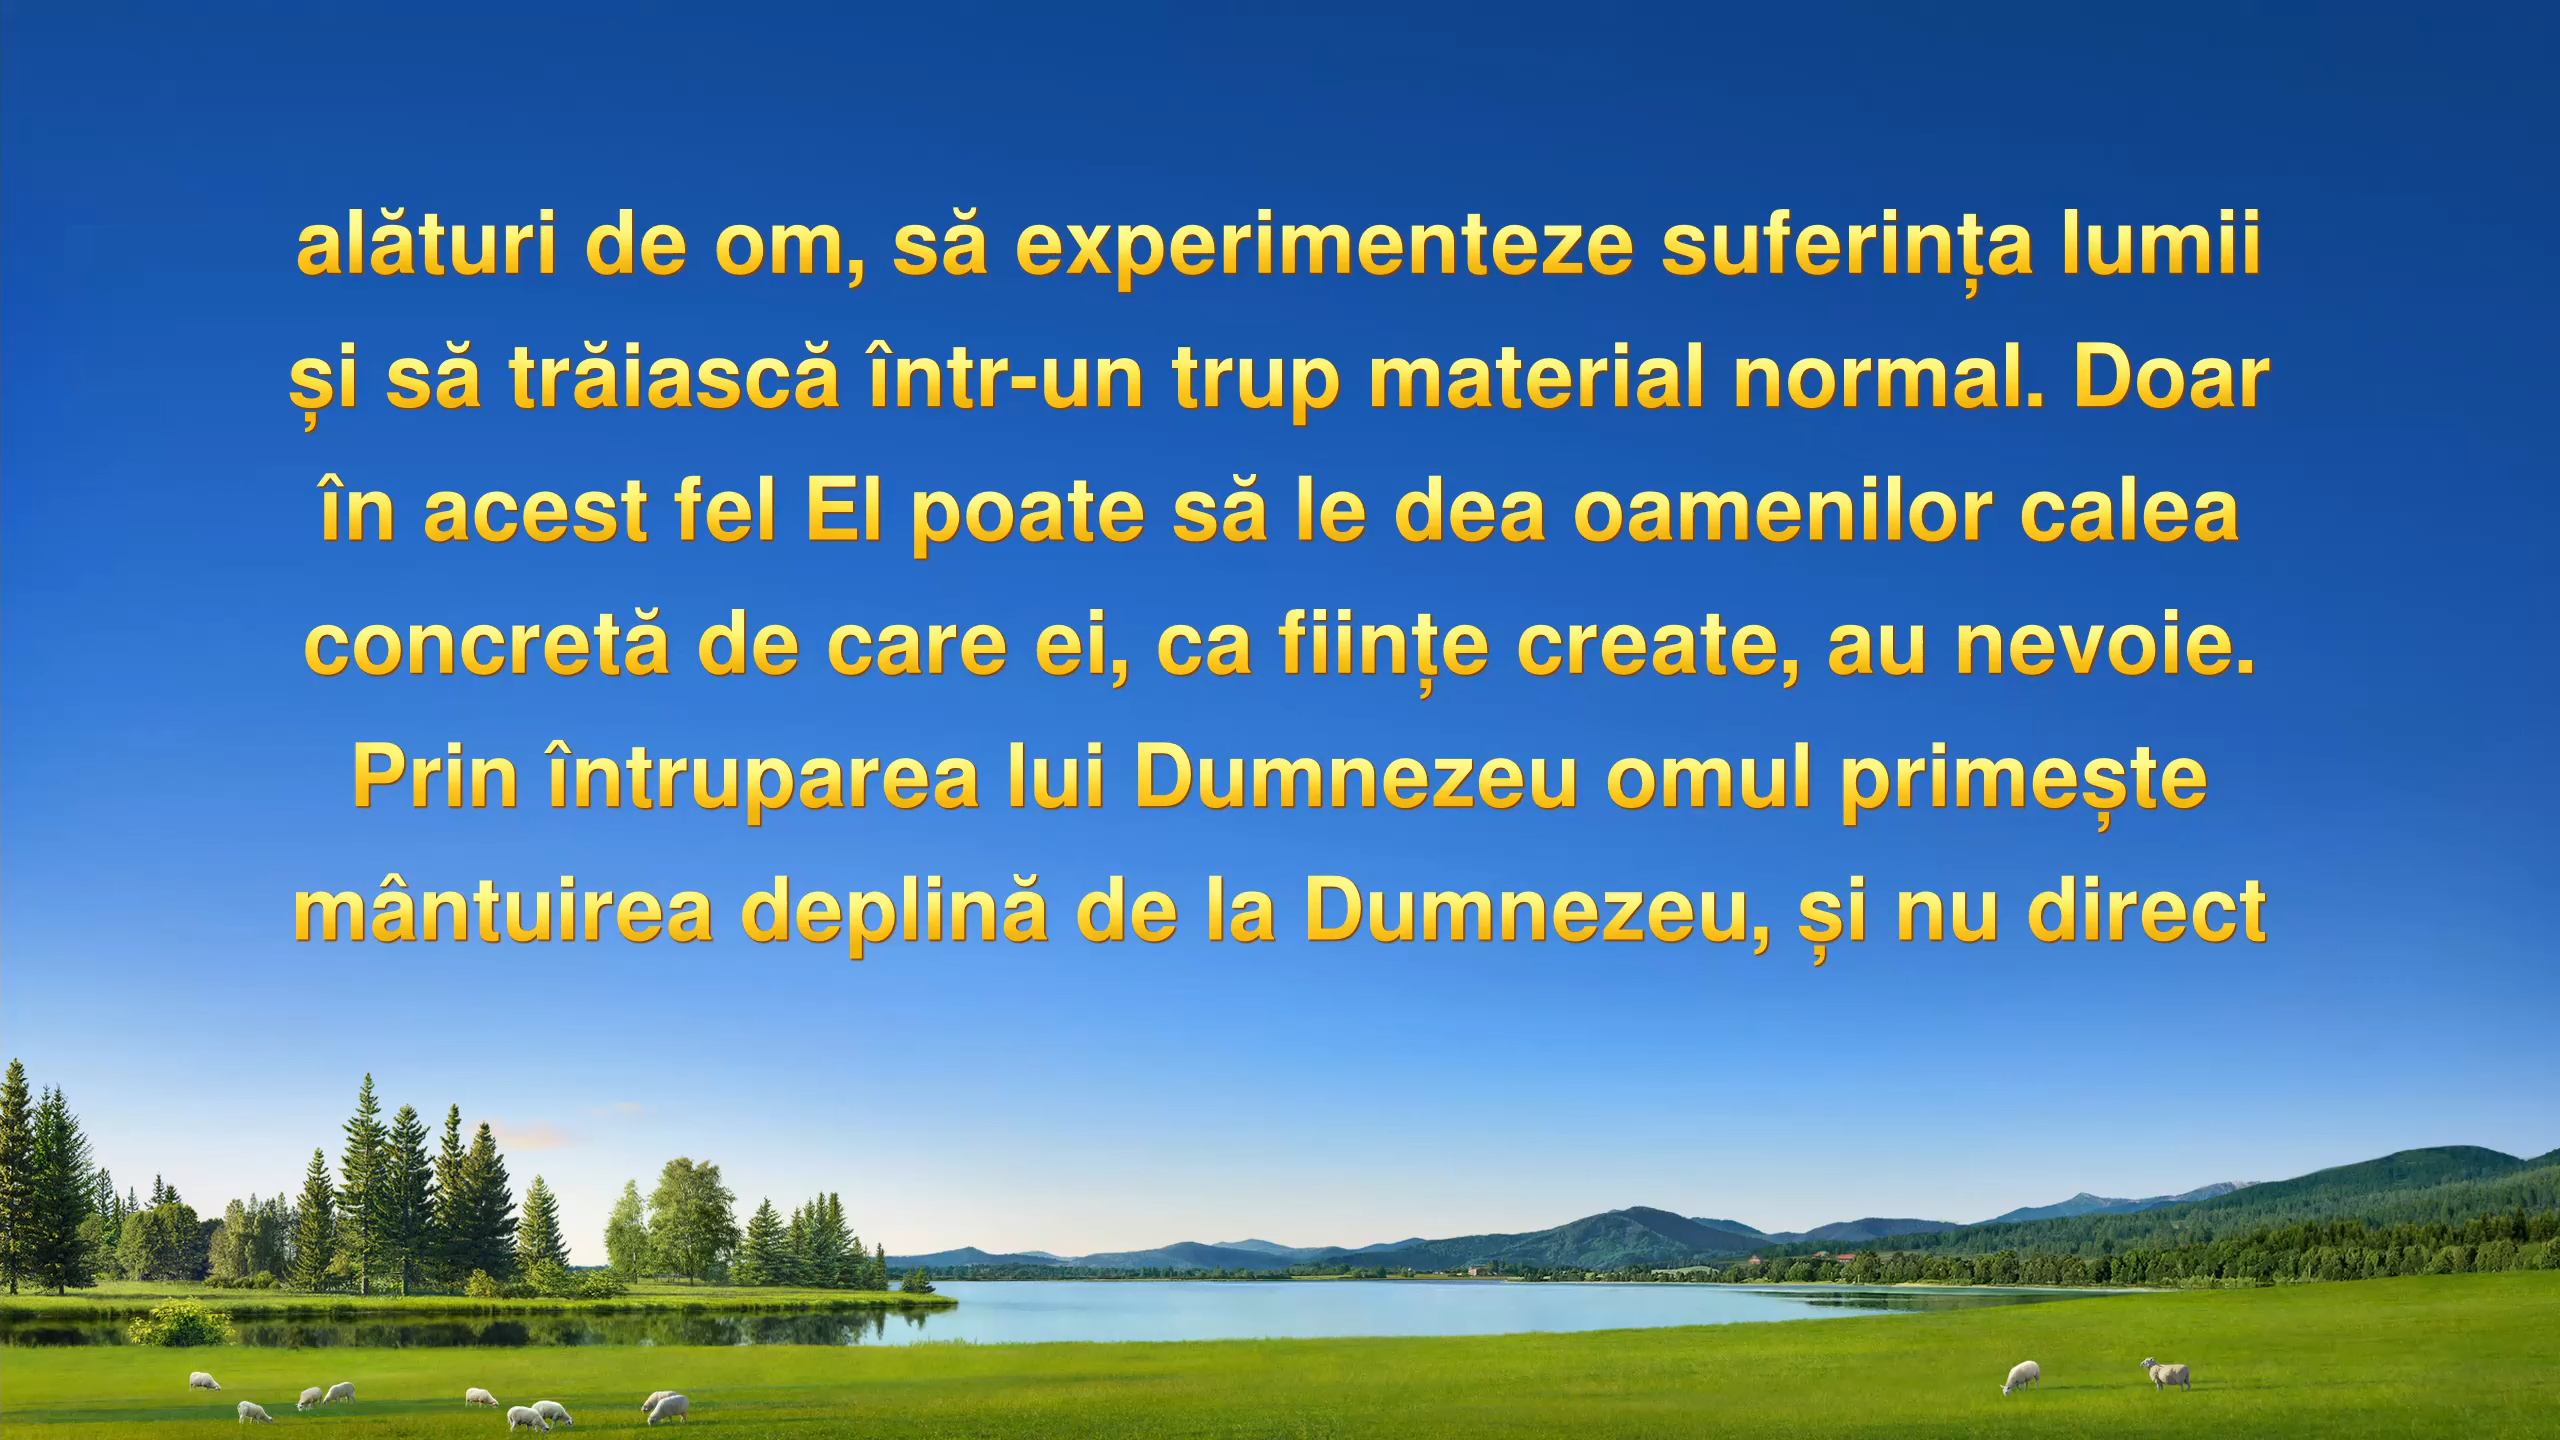 alături de om, să experimenteze suferința lumii
și să trăiască într-un trup material normal. Doar
în acest fel El poate să le dea oamenilor calea
concretă de care ei, ca ființe create, au nevoie.
Prin întruparea lui Dumnezeu omul primește
mântuirea deplină de la Dumnezeu, și nu direct